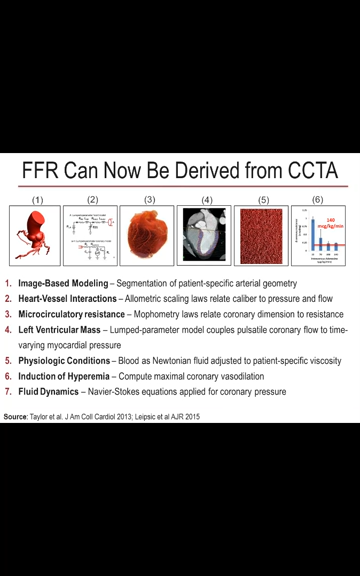 FFR Can Now Be Derived from CCTA
(1) (2) (3) (4) (5) (6)
140
mcg/kg/min
1. Image-Based Modeling – Segmentation of patient-specific arterial geometry
2. Heart-Vessel Interactions – Allometric scaling laws relate caliber to pressure and flow
3. Microcirculatory resistance – Mophometry laws relate coronary dimension to resistance
4. Left Ventricular Mass – Lumped-parameter model couples pulsatile coronary flow to time-
varying myocardial pressure
5. Physiologic Conditions – Blood as Newtonian fluid adjusted to patient-specific viscosity
6. Induction of Hyperemia – Compute maximal coronary vasodilation
7. Fluid Dynamics – Navier-Stokes equations applied for coronary pressure
Source: Taylor et al. J Am Coll Cardiol 2013; Leipsic et al AJR 2015